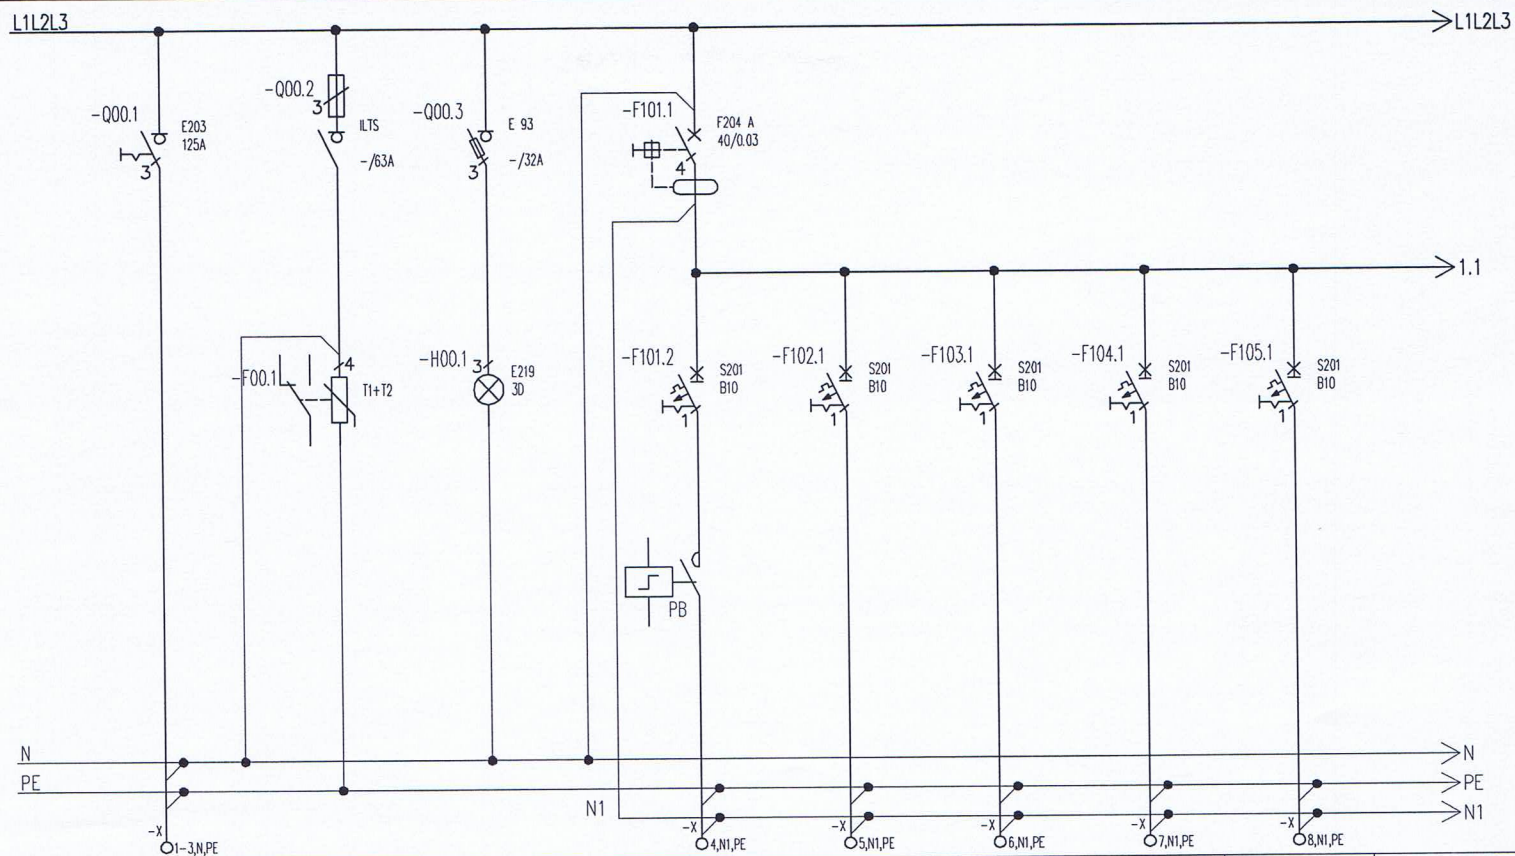 L1L2L3
L1L2L3
-Q00.1
E203
125A
3
-Q00.2
3
ILTS
-/63A
-Q00.3
E 93
-/32A
3
-F101.1
F204 A
40/0.03
4
1.1
-F00.1
4
T1+T2
-H00.1
3
E219
3D
-F101.2
S201
B10
1
-F102.1
S201
B10
1
-F103.1
S201
B10
1
-F104.1
S201
B10
1
-F105.1
S201
B10
1
PB
N
N
PE
PE
N1
N1
-X
1-3,N,PE
-X
4,N1,PE
-X
5,N1,PE
-X
6,N1,PE
-X
7,N1,PE
-X
8,N1,PE